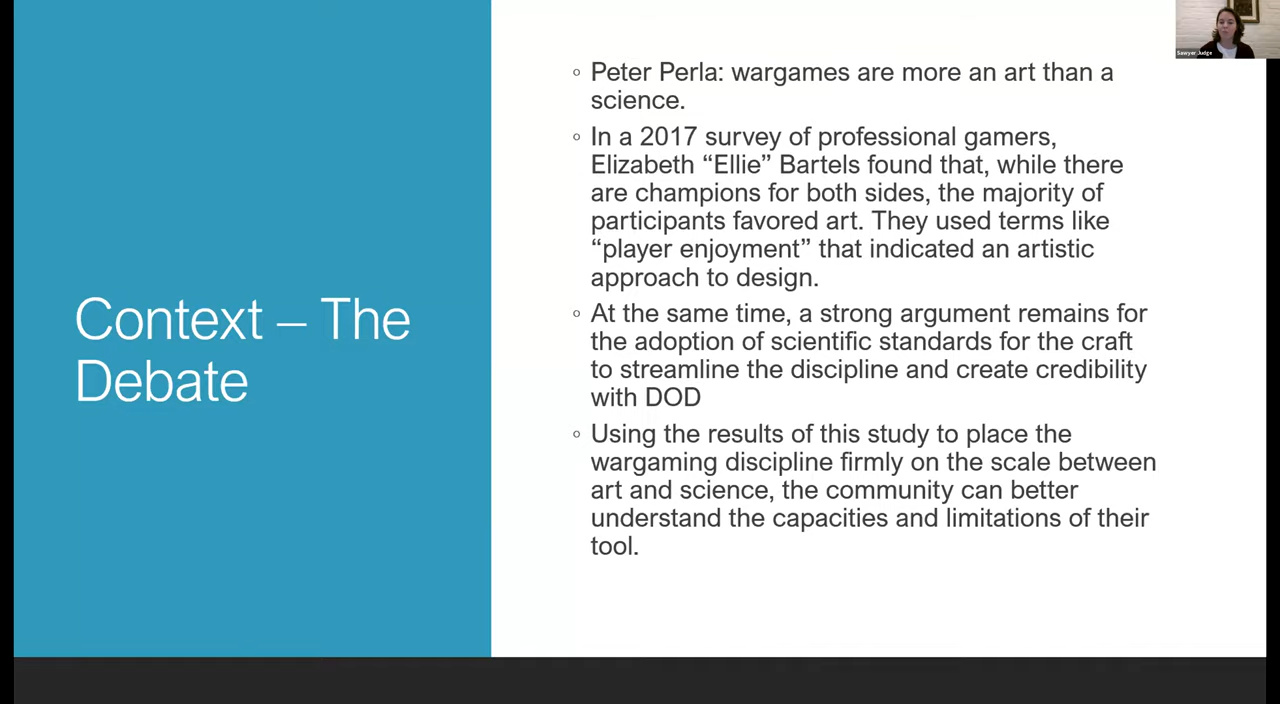 Sawyer Judge
Context – The
Debate
Peter Perla: wargames are more an art than a
science.
In a 2017 survey of professional gamers,
Elizabeth “Ellie” Bartels found that, while there
are champions for both sides, the majority of
participants favored art. They used terms like
“player enjoyment” that indicated an artistic
approach to design.
At the same time, a strong argument remains for
the adoption of scientific standards for the craft
to streamline the discipline and create credibility
with DOD
Using the results of this study to place the
wargaming discipline firmly on the scale between
art and science, the community can better
understand the capacities and limitations of their
tool.